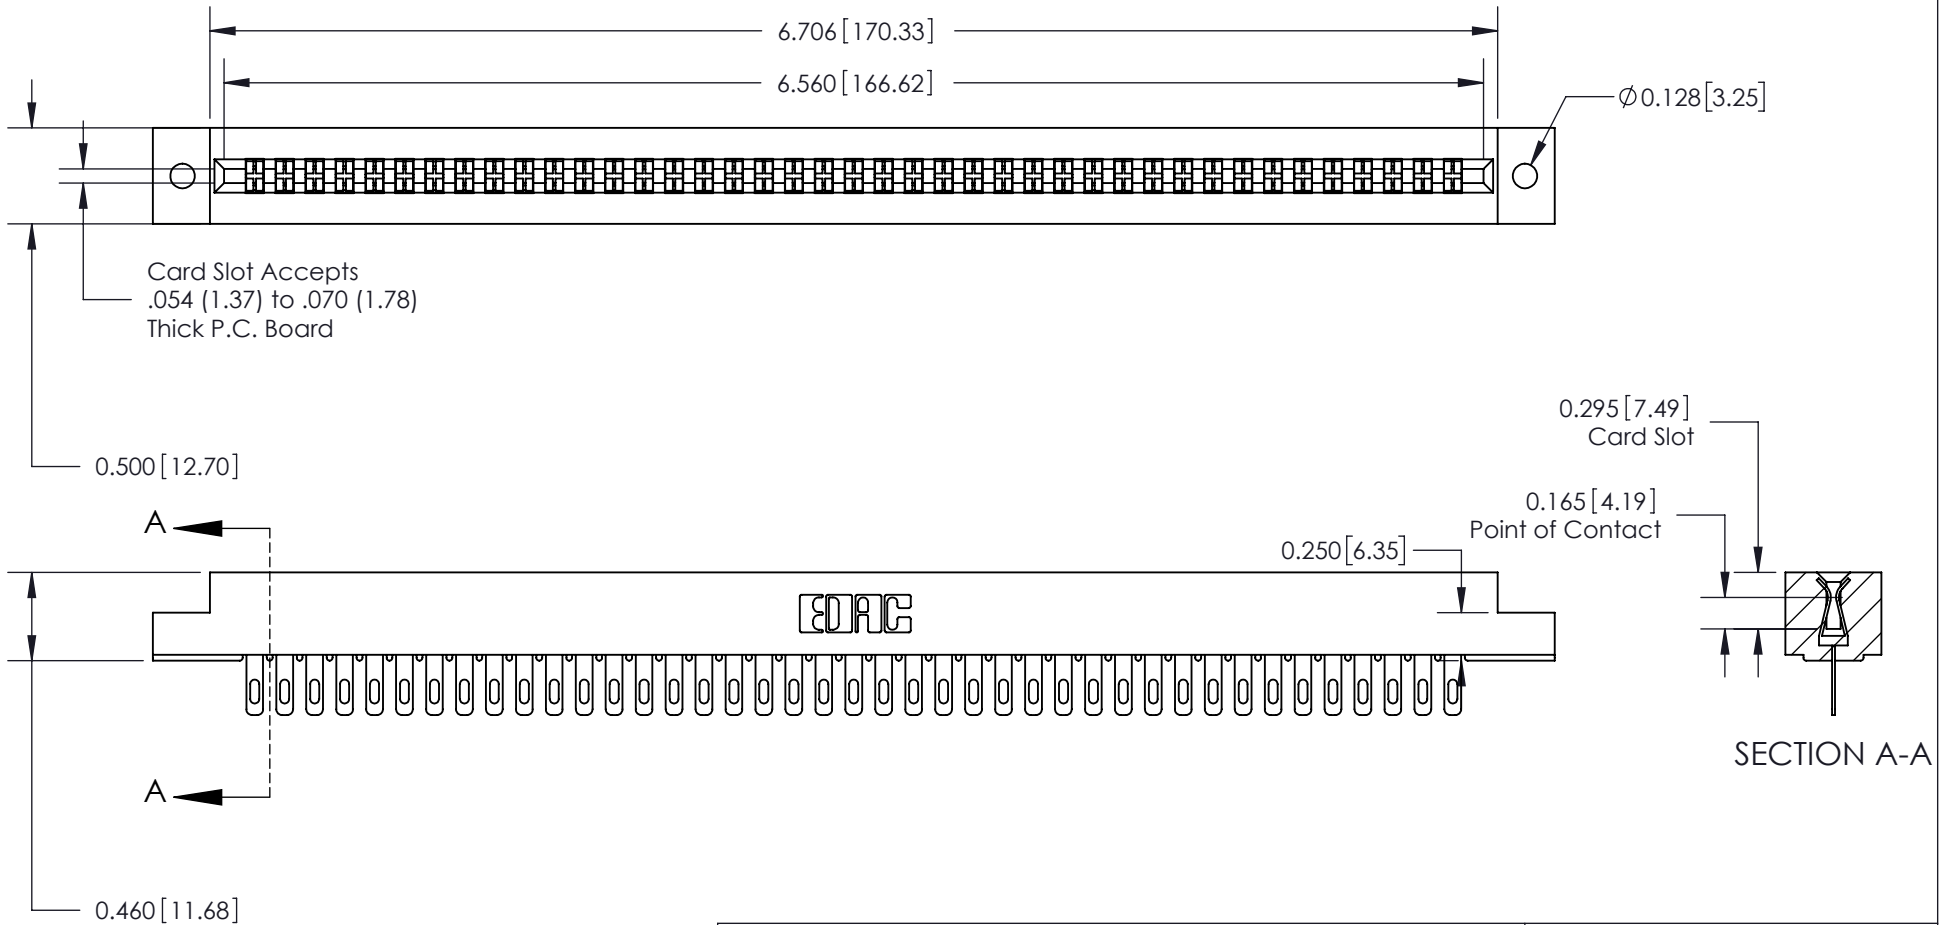 6.706[170.33]
6.560[166.62]
Ø0.128[3.25]
Card Slot Accepts
.054 (1.37) to .070 (1.78)
Thick P.C. Board
0.295[7.49]
Card Slot
0.500[12.70]
0.165[4.19]
Point of Contact
A
0.250[6.35]
EDAC
SECTION A-A
A
0.460[11.68]